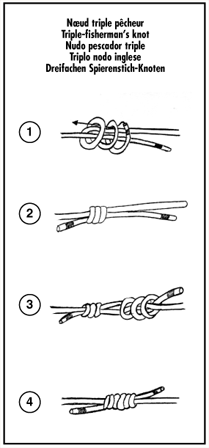 Nœud triple pêcheur
Triple-fisherman's knot
Nudo pescador triple
Triplo nodo inglese
Dreifachen Spierenstich-Knoten
1
2
3
4